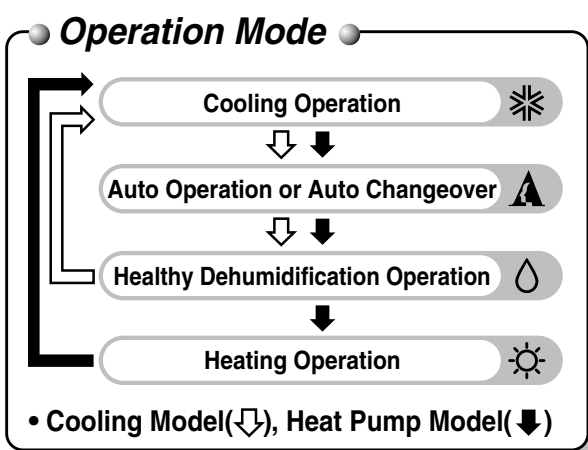 Operation Mode
Cooling Operation
Auto Operation or Auto Changeover
Healthy Dehumidification Operation
Heating Operation
• Cooling Model(⇩), Heat Pump Model(⬇)